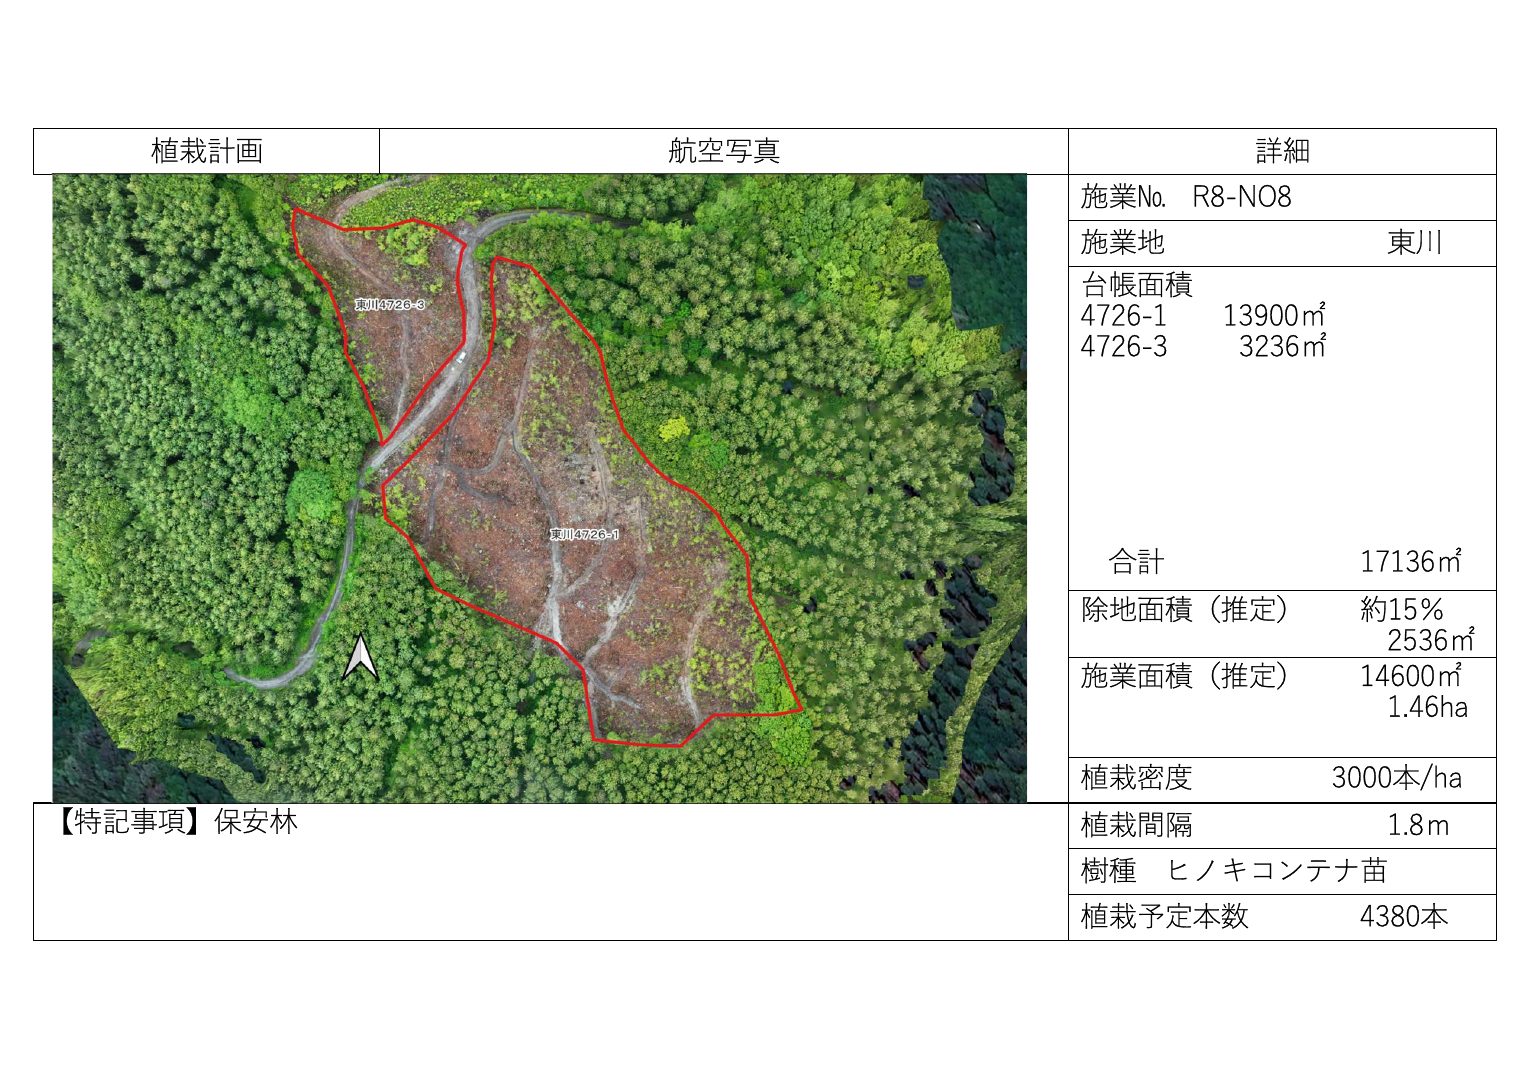 植栽計画
航空写真
詳細
東川4726-3
東川4726-1
施業№　R8-NO8
施業地　東川
台帳面積
4726-1　13900㎡
4726-3　3236㎡
合計　17136㎡
除地面積（推定）　約15%
2536㎡
施業面積（推定）　14600㎡
1.46ha
植栽密度　3000本/ha
【特記事項】保安林
植栽間隔　1.8m
樹種　ヒノキコンテナ苗
植栽予定本数　4380本